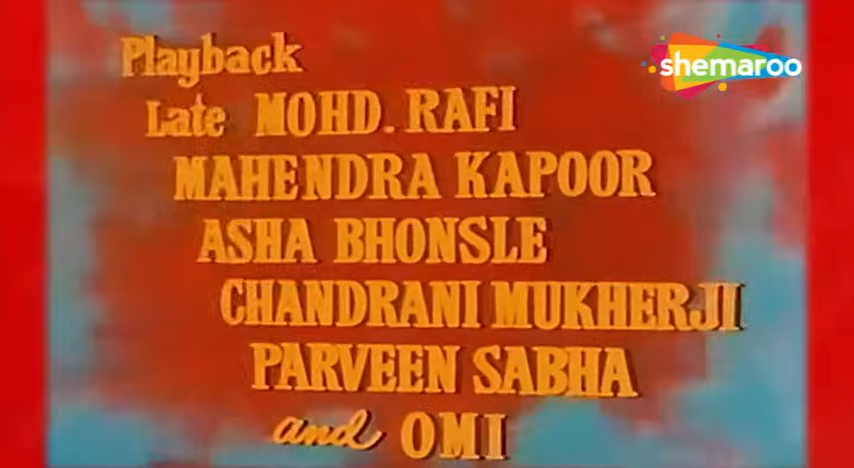 Playback
shemaroo
Late MOHD. RAFI
MAHENDRA KAPOOR
ASHA BHONSLE
CHANDRANI MUKHERJI
PARVEEN SABHA
and OMI